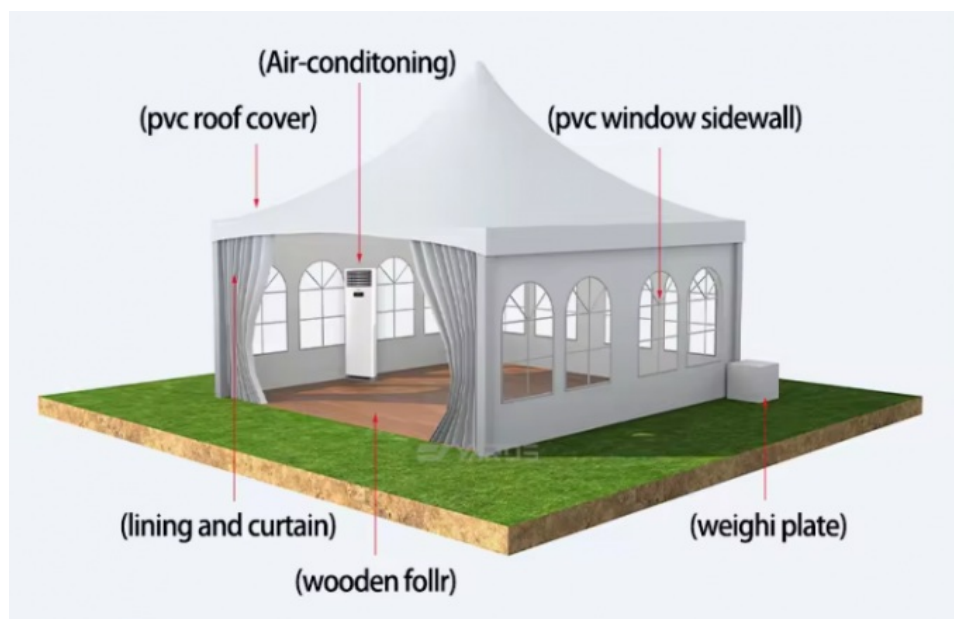 (Air-conditoning)
(pvc roof cover)
(pvc window sidewall)
(lining and curtain)
(weighi plate)
(wooden follr)